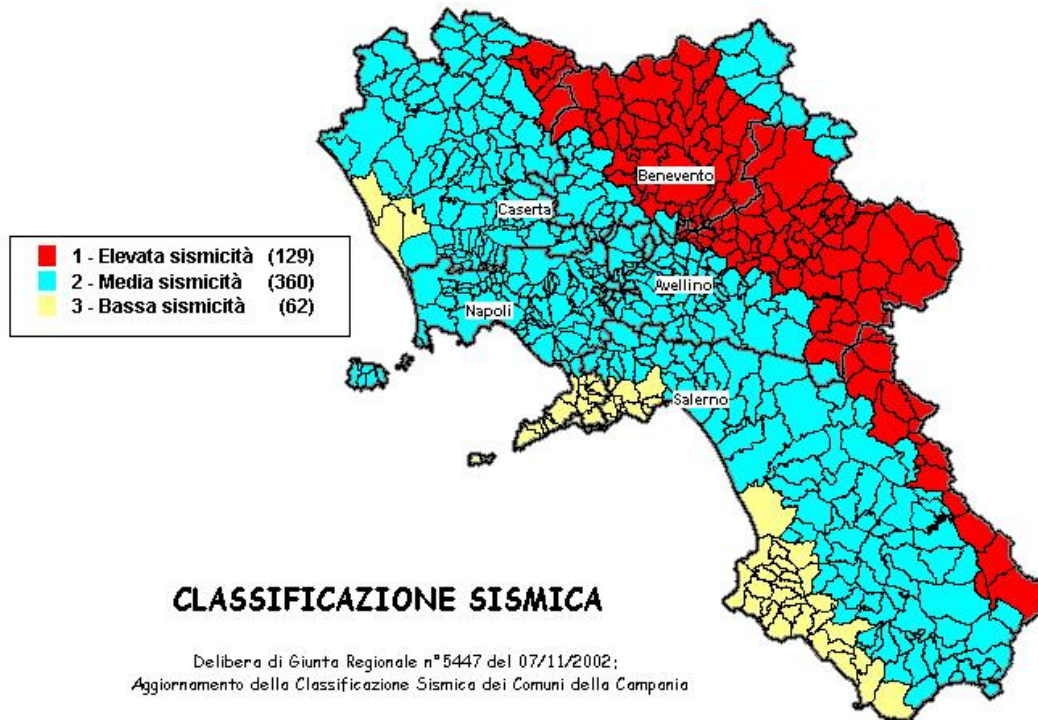 Benevento
Caserta
1 - Elevata sismicità (129)
2 - Media sismicità (360)
3 - Bassa sismicità (62)
Avellino
Napoli
Salerno
CLASSIFICAZIONE SISMICA
Delibera di Giunta Regionale n°5447 del 07/11/2002;
Aggiornamento della Classificazione Sismica dei Comuni della Campania